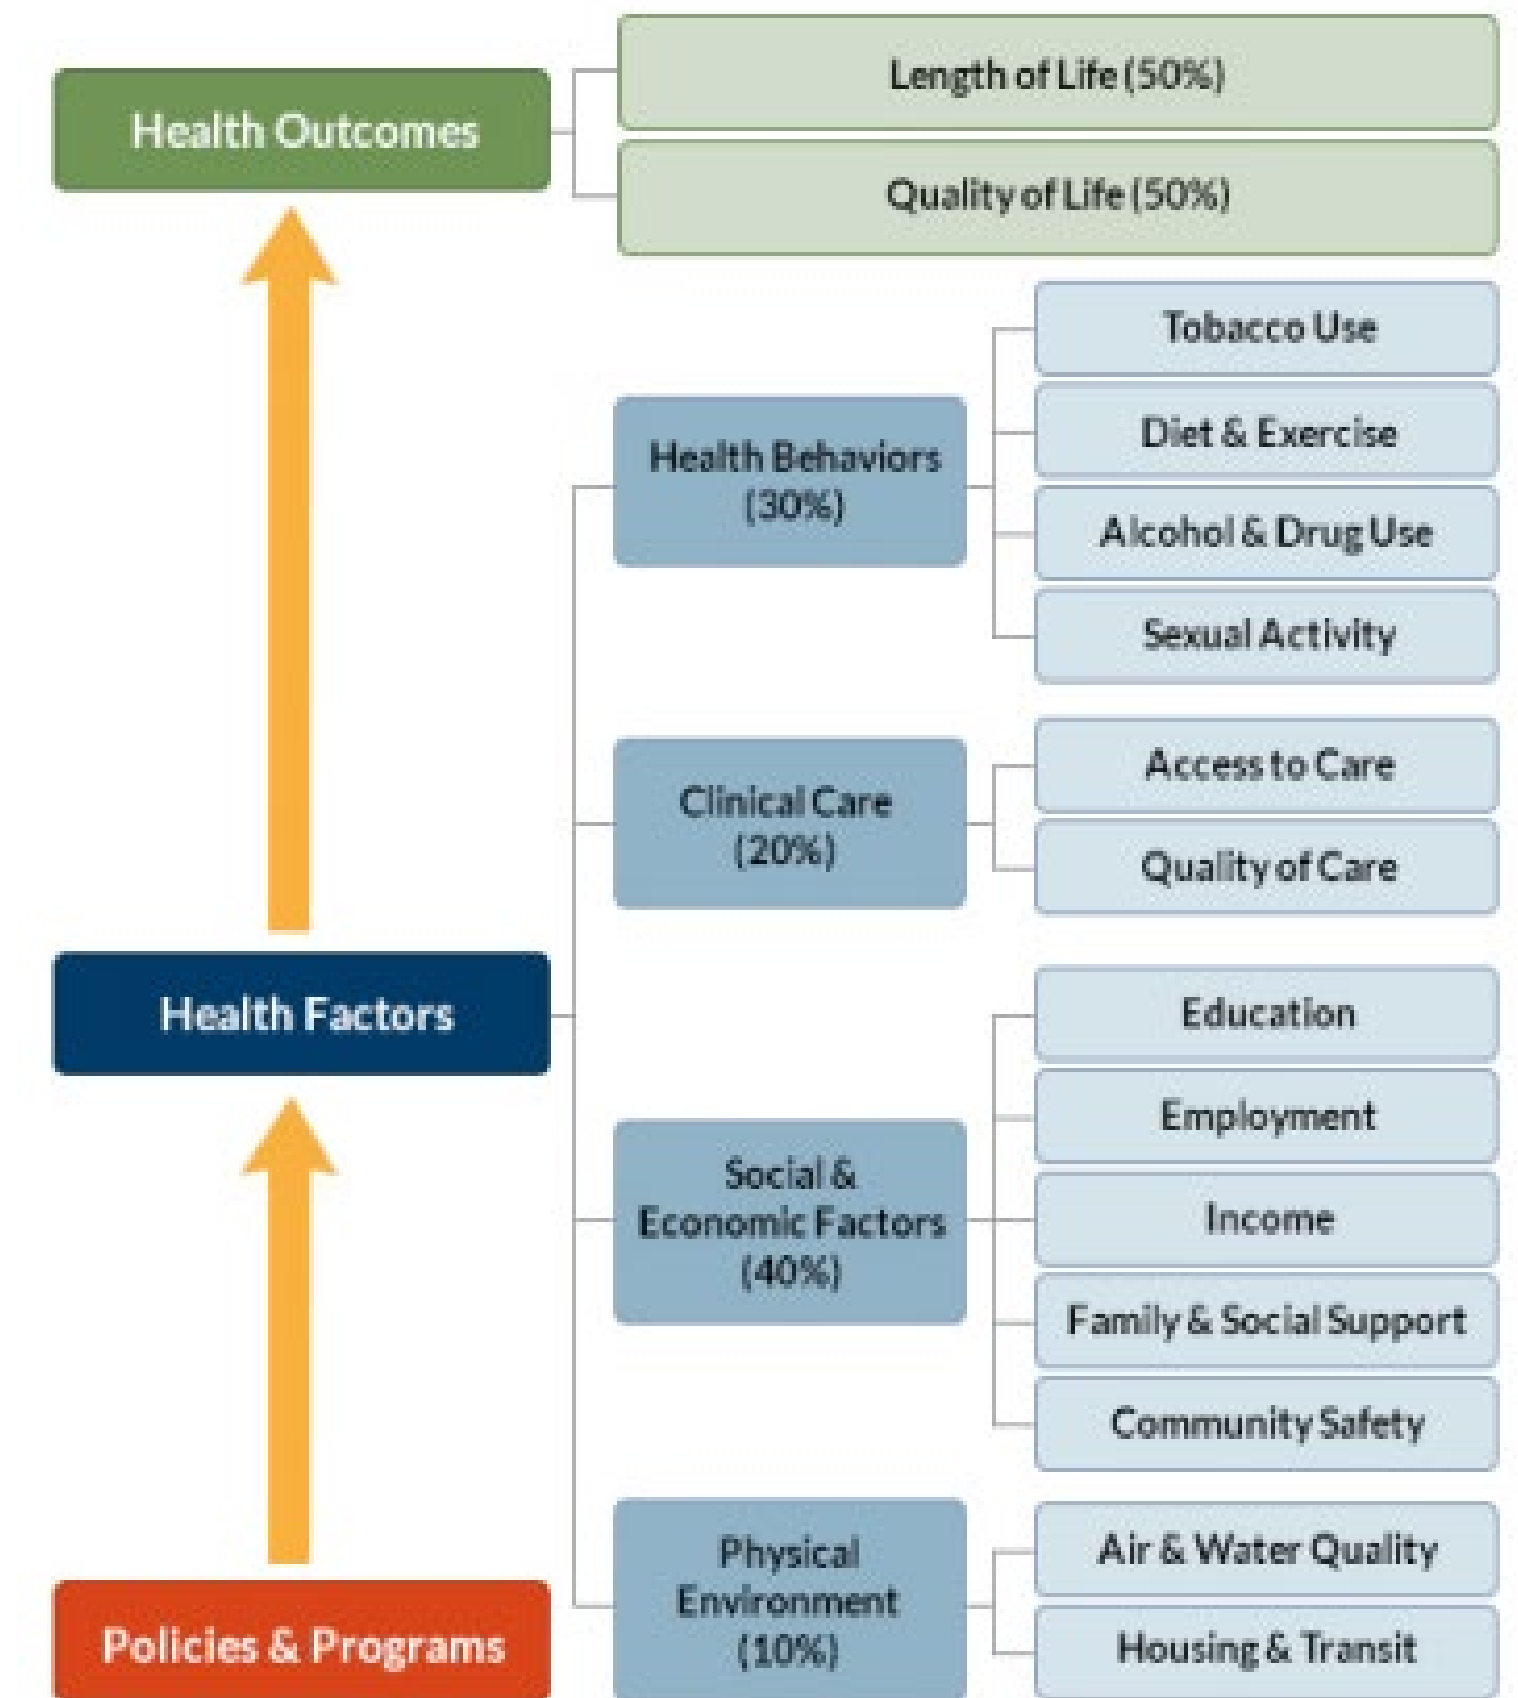 Health Outcomes
Length of Life (50%)
Quality of Life (50%)
Health Factors
Health Behaviors
(30%)
Tobacco Use
Diet & Exercise
Alcohol & Drug Use
Sexual Activity
Clinical Care
(20%)
Access to Care
Quality of Care
Social &
Economic Factors
(40%)
Education
Employment
Income
Family & Social Support
Community Safety
Physical
Environment
(10%)
Air & Water Quality
Housing & Transit
Policies & Programs